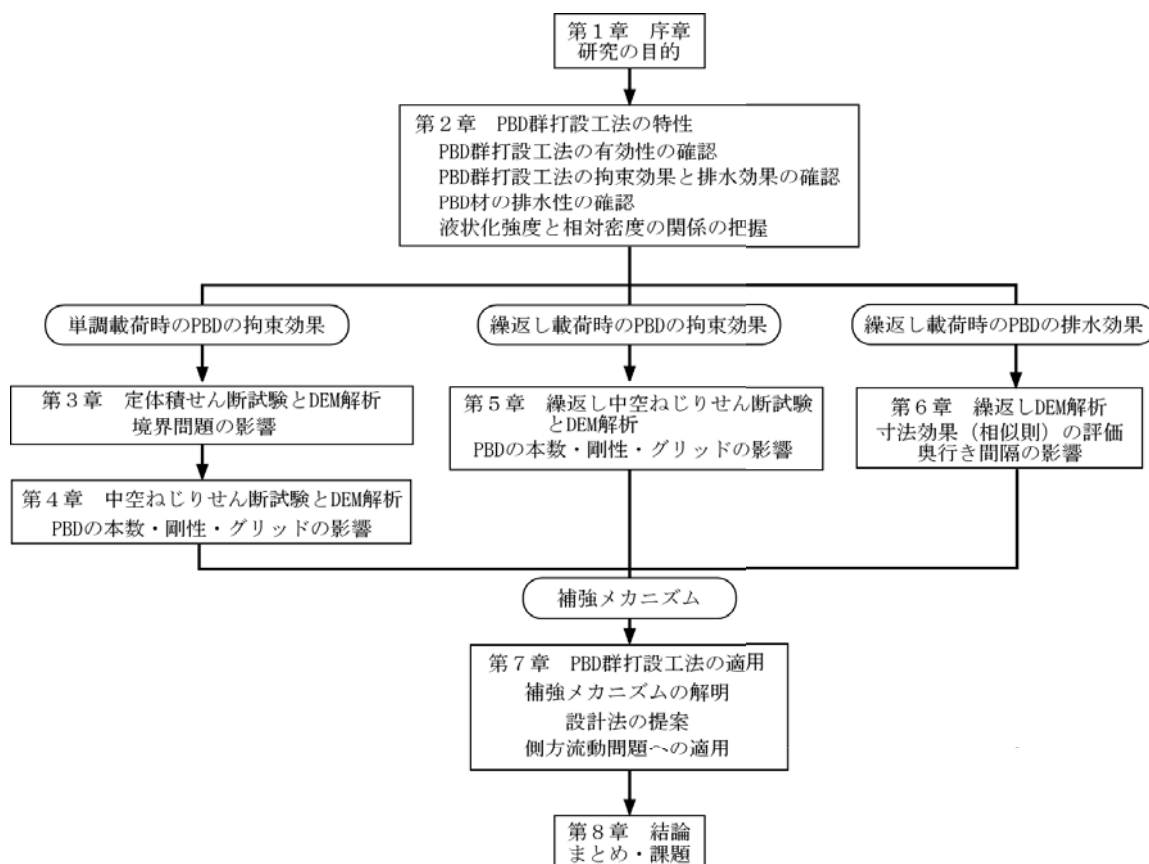 第１章　序章
研究の目的
第２章　PBD群打設工法の特性
PBD群打設工法の有効性の確認
PBD群打設工法の拘束効果と排水効果の確認
PBD材の排水性の確認
液状化強度と相対密度の関係の把握
単調載荷時のPBDの拘束効果
繰返し載荷時のPBDの拘束効果
繰返し載荷時のPBDの排水効果
第３章　定体積せん断試験とDEM解析
境界問題の影響
第４章　中空ねじりせん断試験とDEM解析
PBDの本数・剛性・グリッドの影響
第５章　繰返し中空ねじりせん断試験
とDEM解析
PBDの本数・剛性・グリッドの影響
第６章　繰返しDEM解析
寸法効果（相似則）の評価
奥行き間隔の影響
補強メカニズム
第７章　PBD群打設工法の適用
補強メカニズムの解明
設計法の提案
側方流動問題への適用
第８章　結論
まとめ・課題